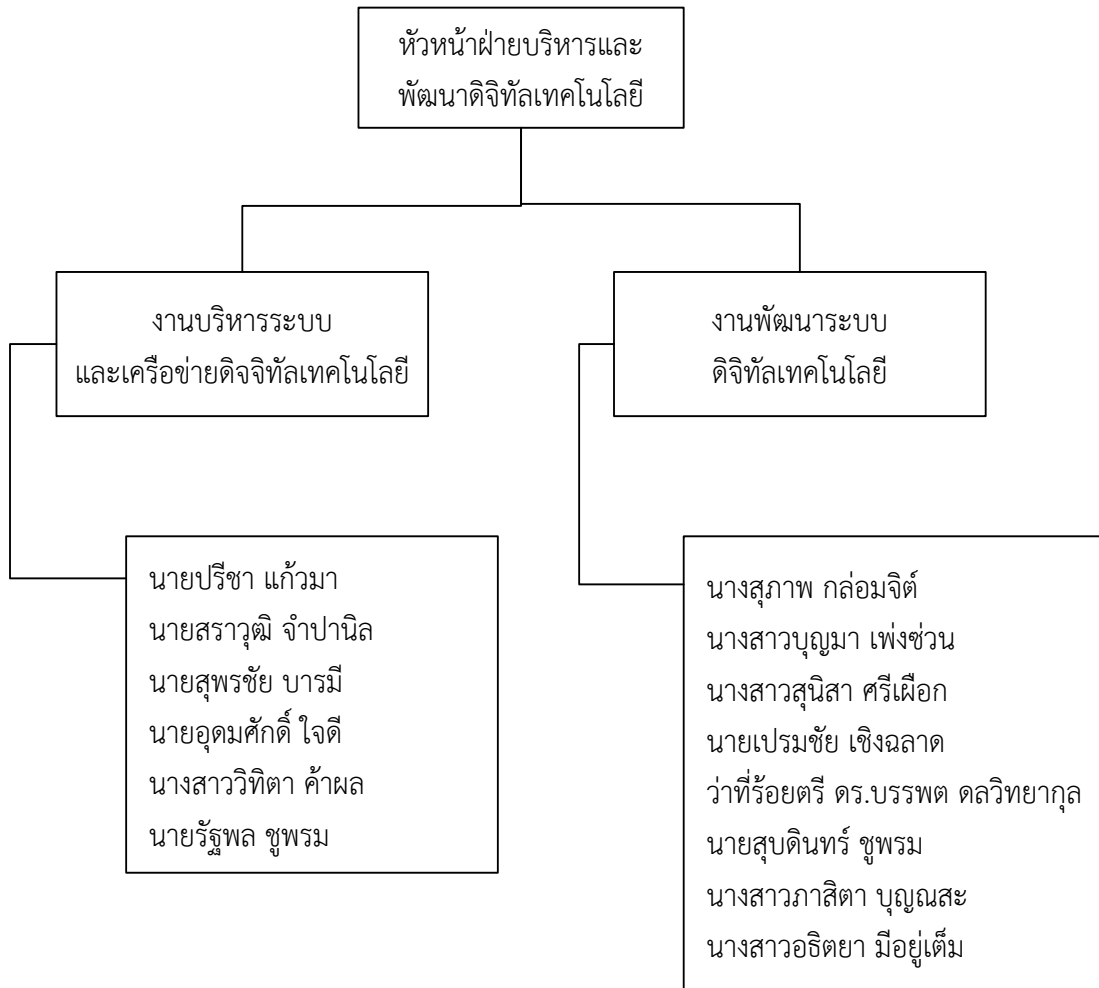 หัวหน้าฝ่ายบริหารและ
พัฒนาดิจิทัลเทคโนโลยี
งานบริหารระบบ
และเครือข่ายดิจจิทัลเทคโนโลยี
งานพัฒนาระบบ
ดิจิทัลเทคโนโลยี
นายปรีชา แก้วมา
นายสราวุฒิ จำปานิล
นายสุพรชัย บารมี
นายอุดมศักดิ์ ใจดี
นางสาววิทิตา ค้าผล
นายรัฐพล ชูพรม
นางสุภาพ กล่อมจิต์
นางสาวบุญมา เพ่งซ่วน
นางสาวสุนิสา ศรีเผือก
นายเปรมชัย เชิงฉลาด
ว่าที่ร้อยตรี ดร.บรรพต ดลวิทยากุล
นายสุบดินทร์ ชูพรม
นางสาวภาสิตา บุญณสะ
นางสาวอธิตยา มีอยู่เต็ม